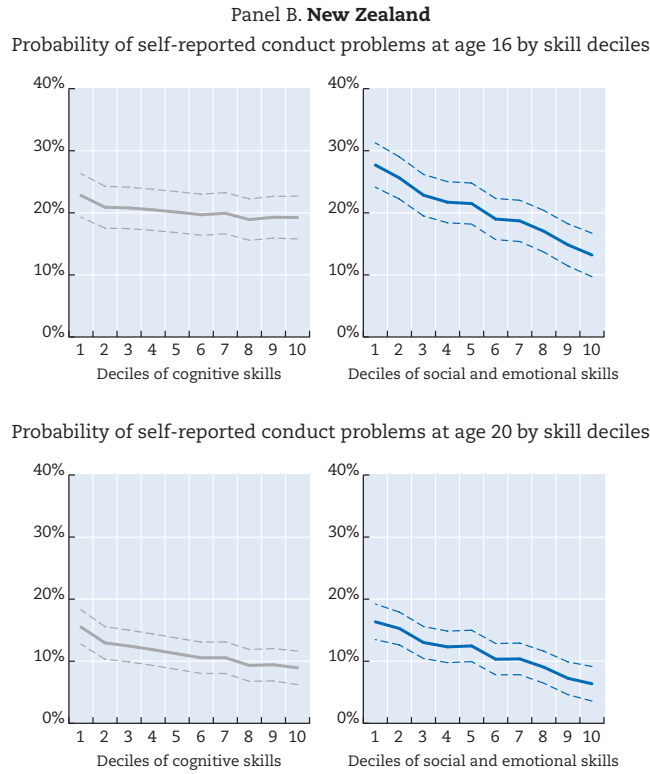 Panel B. New Zealand
Probability of self-reported conduct problems at age 16 by skill deciles
40%
30%
20%
10%
0%
1 2 3 4 5 6 7 8 9 10
Deciles of cognitive skills
40%
30%
20%
10%
0%
1 2 3 4 5 6 7 8 9 10
Deciles of social and emotional skills
Probability of self-reported conduct problems at age 20 by skill deciles
40%
30%
20%
10%
0%
1 2 3 4 5 6 7 8 9 10
Deciles of cognitive skills
40%
30%
20%
10%
0%
1 2 3 4 5 6 7 8 9 10
Deciles of social and emotional skills